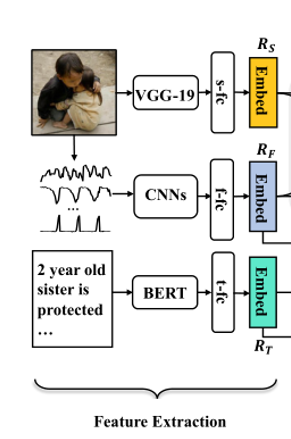 R_S
VGG-19
s-fc
Embed
R_F
CNNs
f-fc
Embed
...
2 year old
sister is
protected
...
BERT
t-fc
Embed
R_T
Feature Extraction